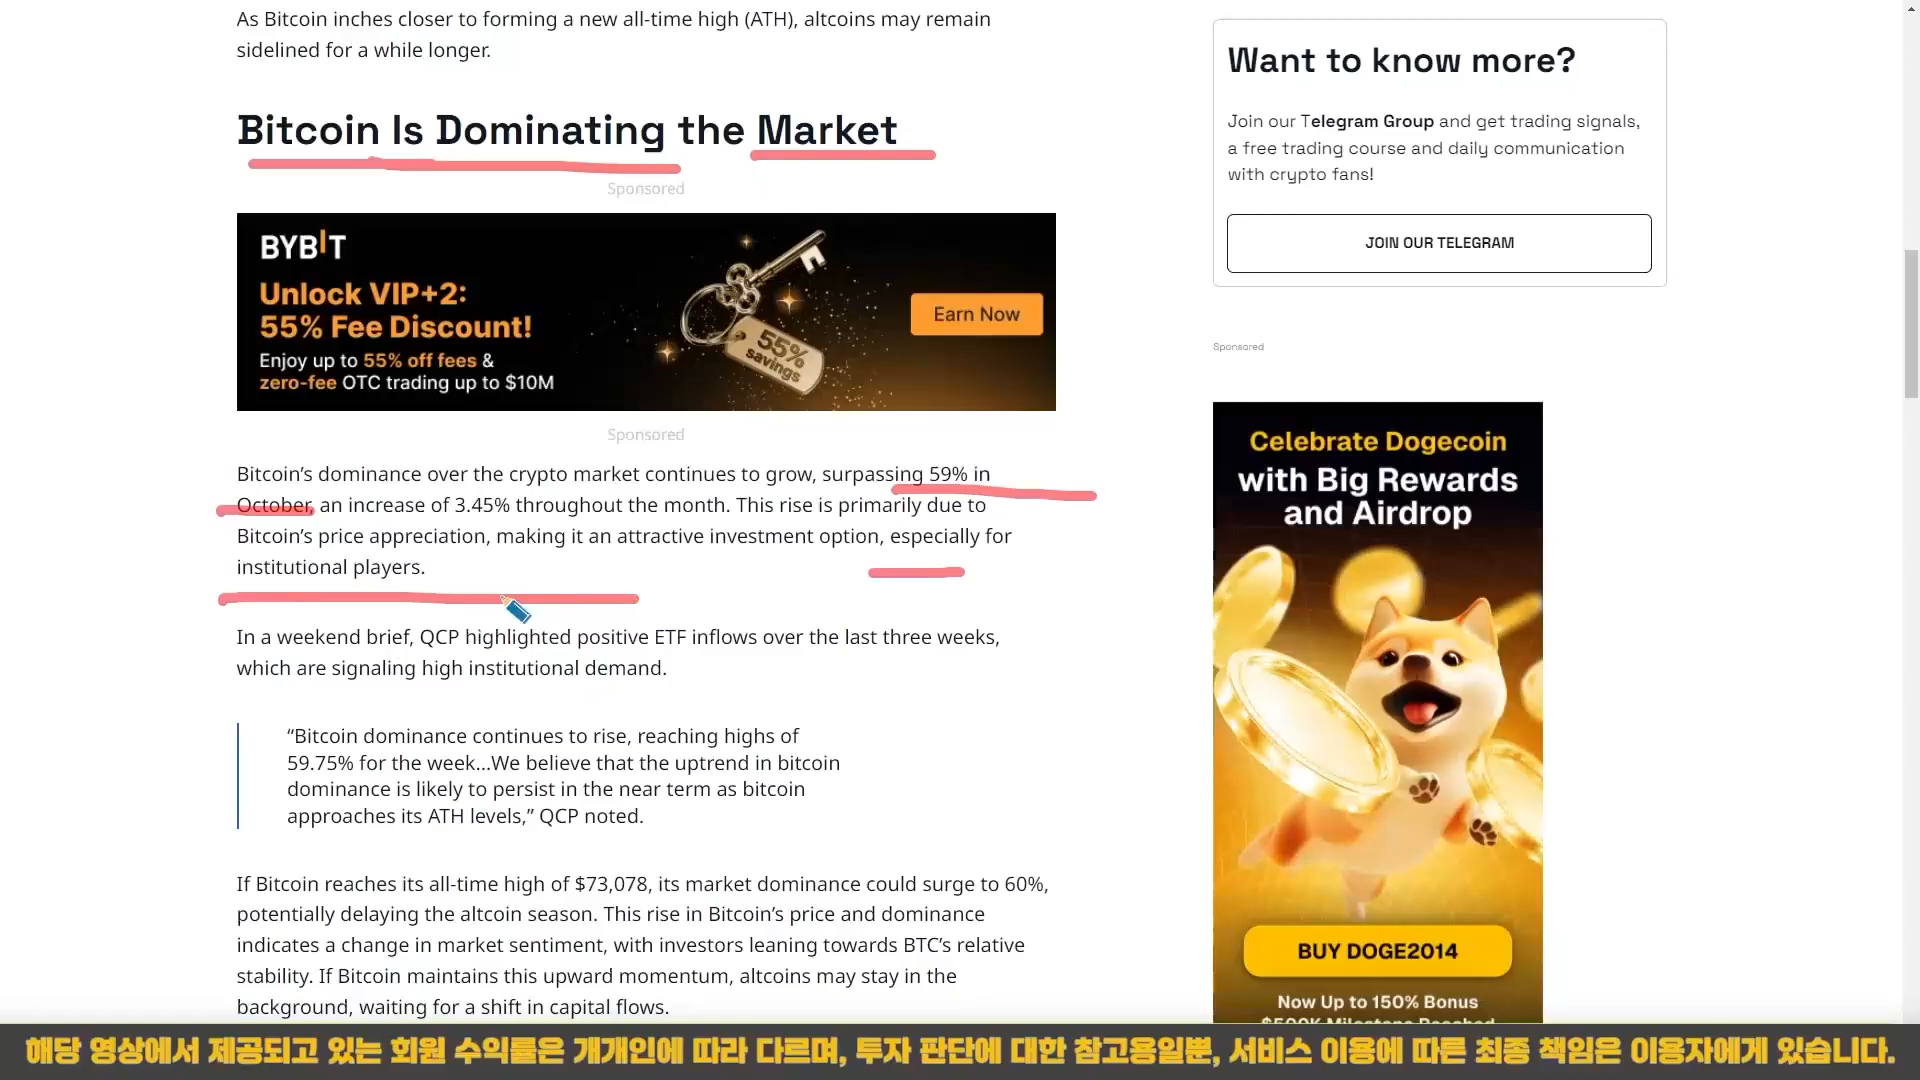 As Bitcoin inches closer to forming a new all-time high (ATH), altcoins may remain
sidelined for a while longer.
Bitcoin Is Dominating the Market
Sponsored
BYBIT
Unlock VIP+2:
55% Fee Discount!
Enjoy up to 55% off fees &
zero-fee OTC trading up to $10M
55%
savings
Earn Now
Sponsored
Bitcoin’s dominance over the crypto market continues to grow, surpassing 59% in
October, an increase of 3.45% throughout the month. This rise is primarily due to
Bitcoin’s price appreciation, making it an attractive investment option, especially for
institutional players.
In a weekend brief, QCP highlighted positive ETF inflows over the last three weeks,
which are signaling high institutional demand.
“Bitcoin dominance continues to rise, reaching highs of
59.75% for the week...We believe that the uptrend in bitcoin
dominance is likely to persist in the near term as bitcoin
approaches its ATH levels,” QCP noted.
If Bitcoin reaches its all-time high of $73,078, its market dominance could surge to 60%,
potentially delaying the altcoin season. This rise in Bitcoin’s price and dominance
indicates a change in market sentiment, with investors leaning towards BTC’s relative
stability. If Bitcoin maintains this upward momentum, altcoins may stay in the
background, waiting for a shift in capital flows.
Want to know more?
Join our Telegram Group and get trading signals,
a free trading course and daily communication
with crypto fans!
JOIN OUR TELEGRAM
Sponsored
Celebrate Dogecoin
with Big Rewards
and Airdrop
BUY DOGE2014
Now Up to 150% Bonus
$500K Milestone Reached
해당 영상에서 제공되고 있는 회원 수익률은 개개인에 따라 다르며, 투자 판단에 대한 참고용일뿐, 서비스 이용에 따른 최종 책임은 이용자에게 있습니다.